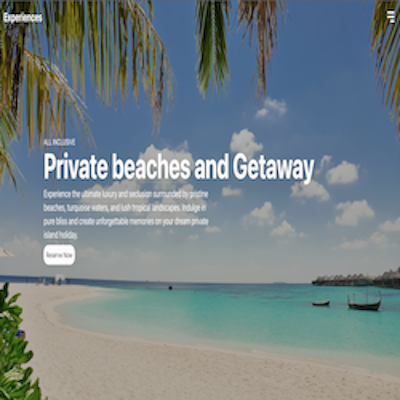 Experiences
ALL INCLUSIVE
Private beaches and Getaway
Experience the ultimate luxury and seclusion surrounded by pristine
beaches, turquoise waters, and lush tropical landscapes. Indulge in
pure bliss and create unforgettable memories on your dream private
island holiday.
Reserve Now